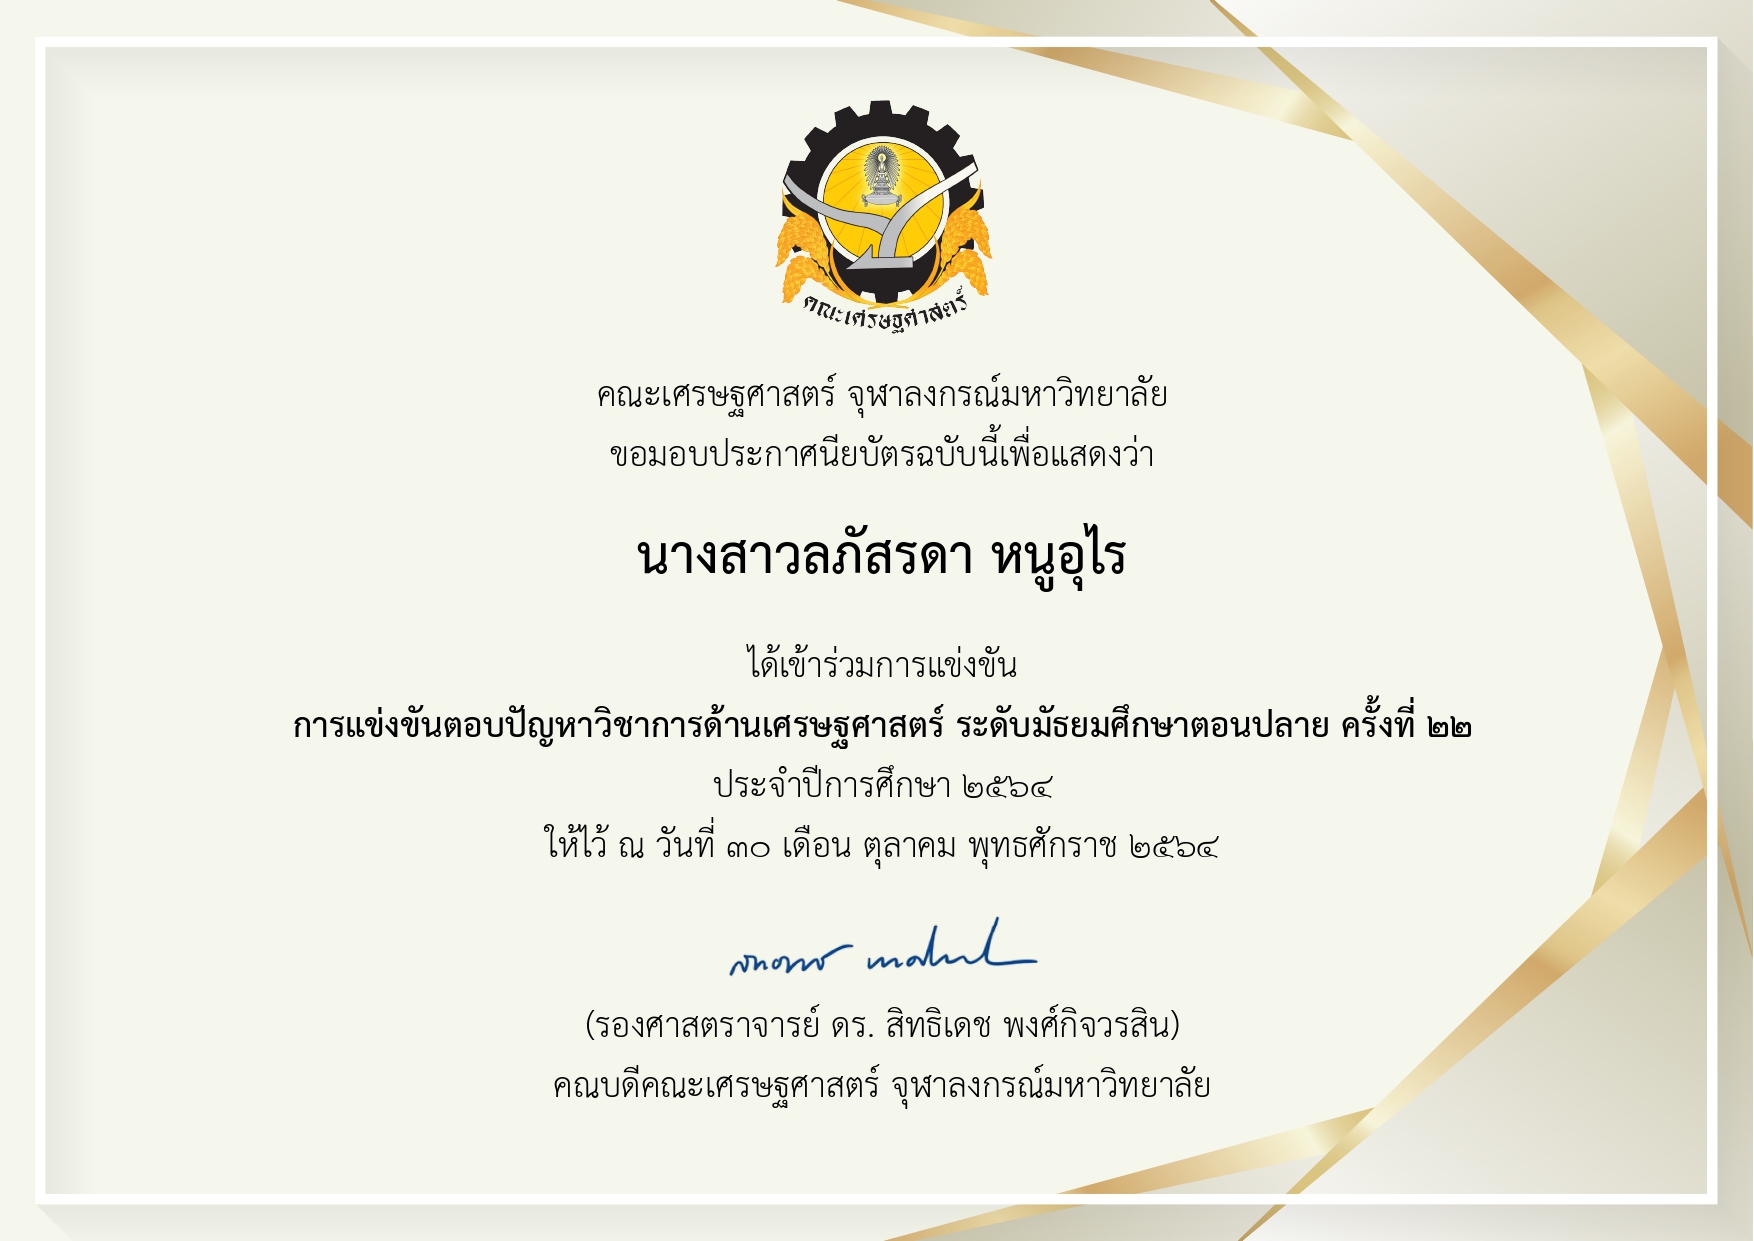 คณะเศรษฐศาสตร์
คณะเศรษฐศาสตร์ จุฬาลงกรณ์มหาวิทยาลัย
ขอมอบประกาศนียบัตรฉบับนี้เพื่อแสดงว่า
นางสาวลภัสรดา หนูอุไร
ได้เข้าร่วมการแข่งขัน
การแข่งขันตอบปัญหาวิชาการด้านเศรษฐศาสตร์ ระดับมัธยมศึกษาตอนปลาย ครั้งที่ ๒๒
ประจำปีการศึกษา ๒๕๖๔
ให้ไว้ ณ วันที่ ๓๐ เดือน ตุลาคม พุทธศักราช ๒๕๖๔
(รองศาสตราจารย์ ดร. สิทธิเดช พงศ์กิจวรสิน)
คณบดีคณะเศรษฐศาสตร์ จุฬาลงกรณ์มหาวิทยาลัย